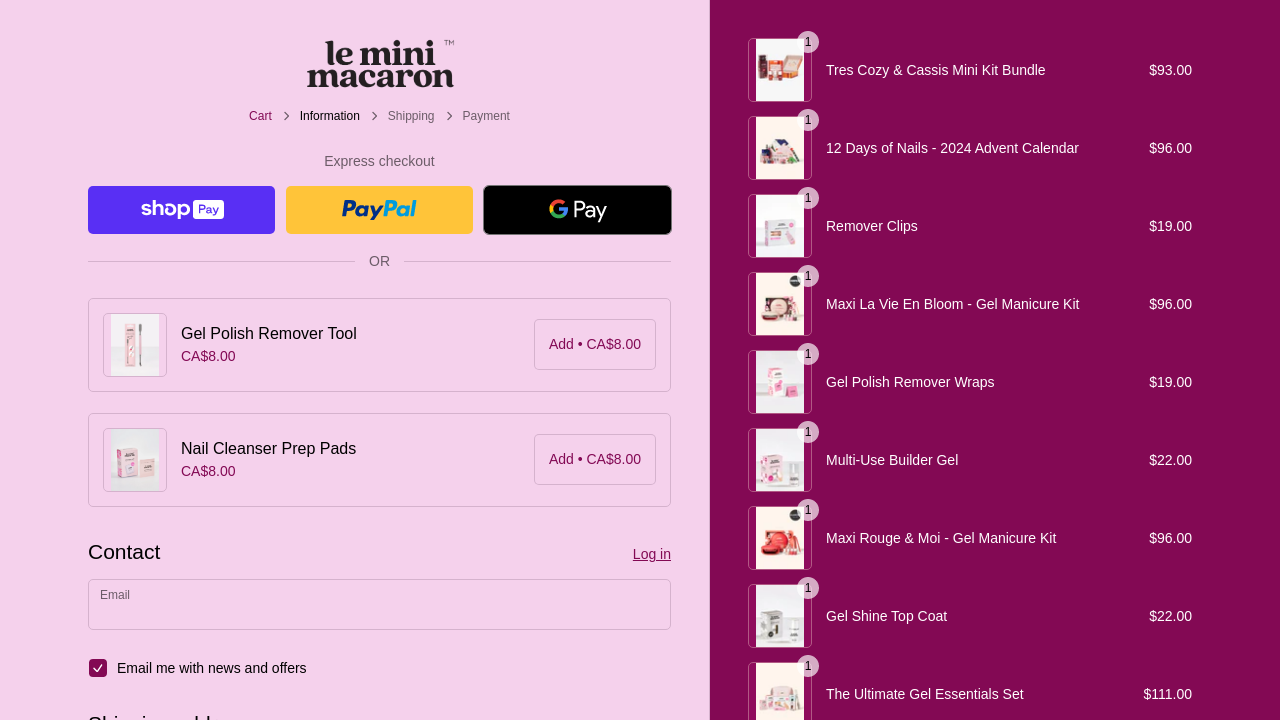 le mini ™
macaron
Cart > Information > Shipping > Payment
Express checkout
shop Pay
PayPal
G Pay
OR
Gel Polish Remover Tool
CA$8.00
Add • CA$8.00
Nail Cleanser Prep Pads
CA$8.00
Add • CA$8.00
Contact
Log in
Email
Email me with news and offers
1
Tres Cozy & Cassis Mini Kit Bundle
$93.00
1
12 Days of Nails - 2024 Advent Calendar
$96.00
1
Remover Clips
$19.00
1
Maxi La Vie En Bloom - Gel Manicure Kit
$96.00
1
Gel Polish Remover Wraps
$19.00
1
Multi-Use Builder Gel
$22.00
1
Maxi Rouge & Moi - Gel Manicure Kit
$96.00
1
Gel Shine Top Coat
$22.00
1
The Ultimate Gel Essentials Set
$111.00